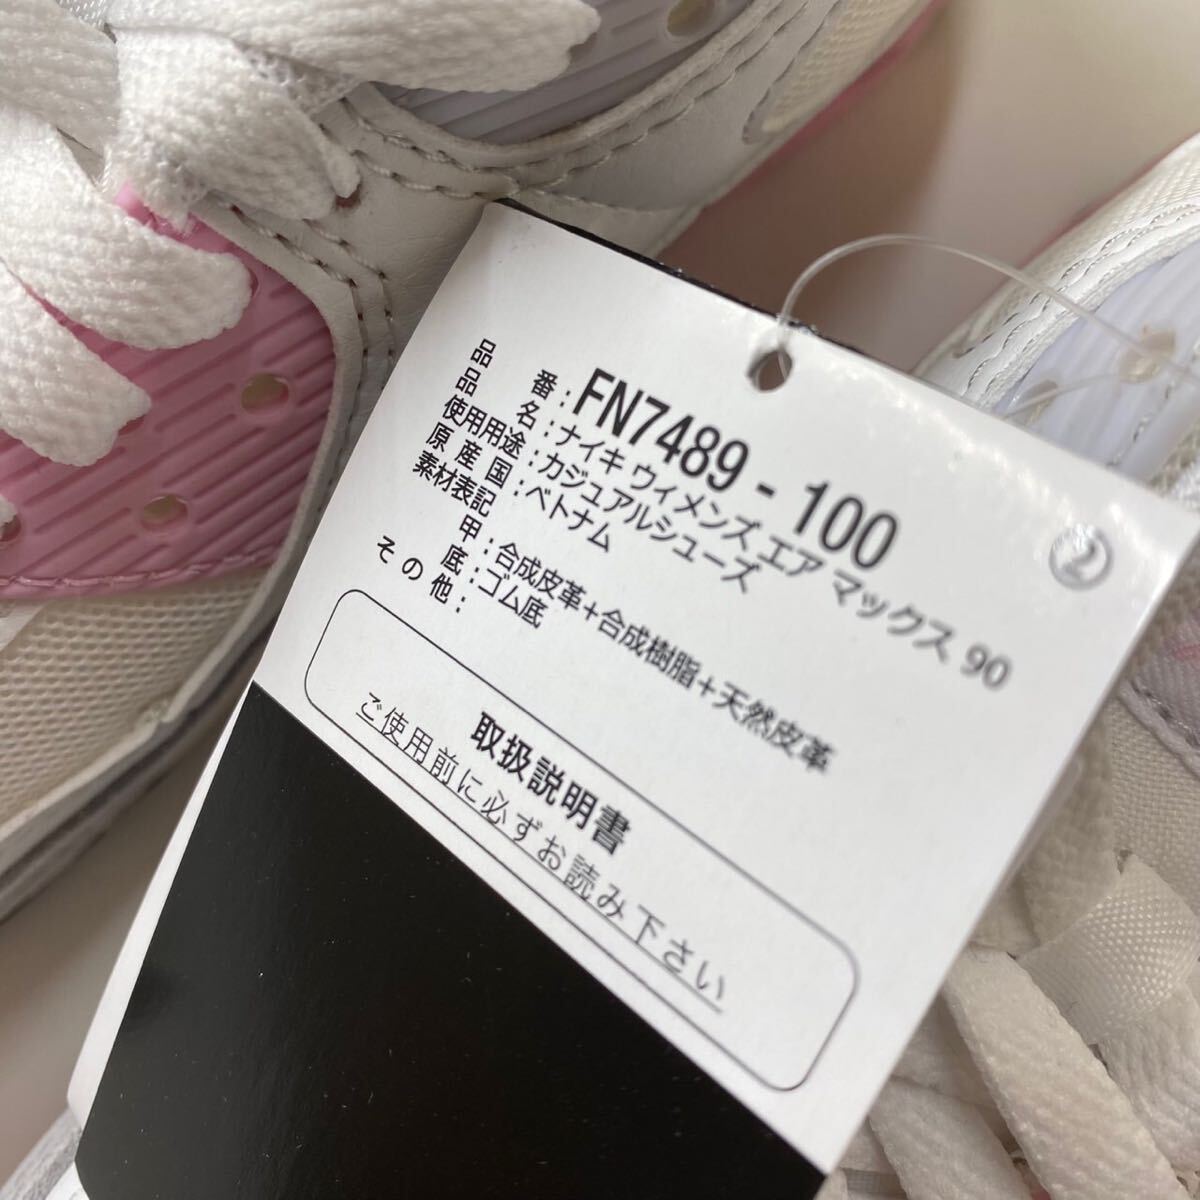 品番：FN7489 - 100
品名：ナイキ ウィメンズ エア マックス 90
使用用途：カジュアルシューズ
原産国：ベトナム
素材表記
甲：合成皮革+合成樹脂+天然皮革
底：ゴム底
その他：
②
取扱説明書
ご使用前に必ずお読み下さい